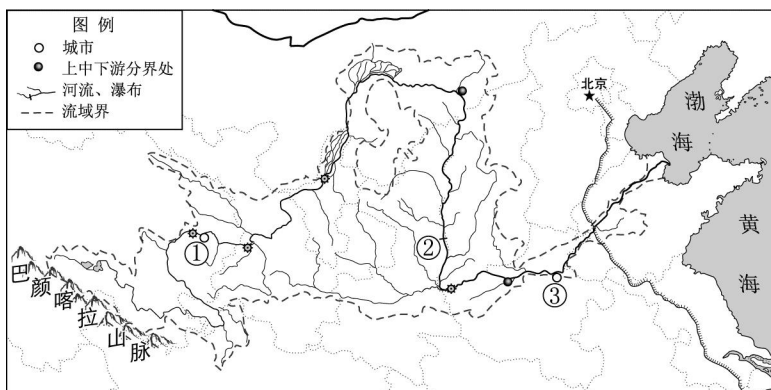 图 例
城市
上中下游分界处
河流、瀑布
流域界
北京
渤海
黄海
巴颜喀拉山脉
①
②
③